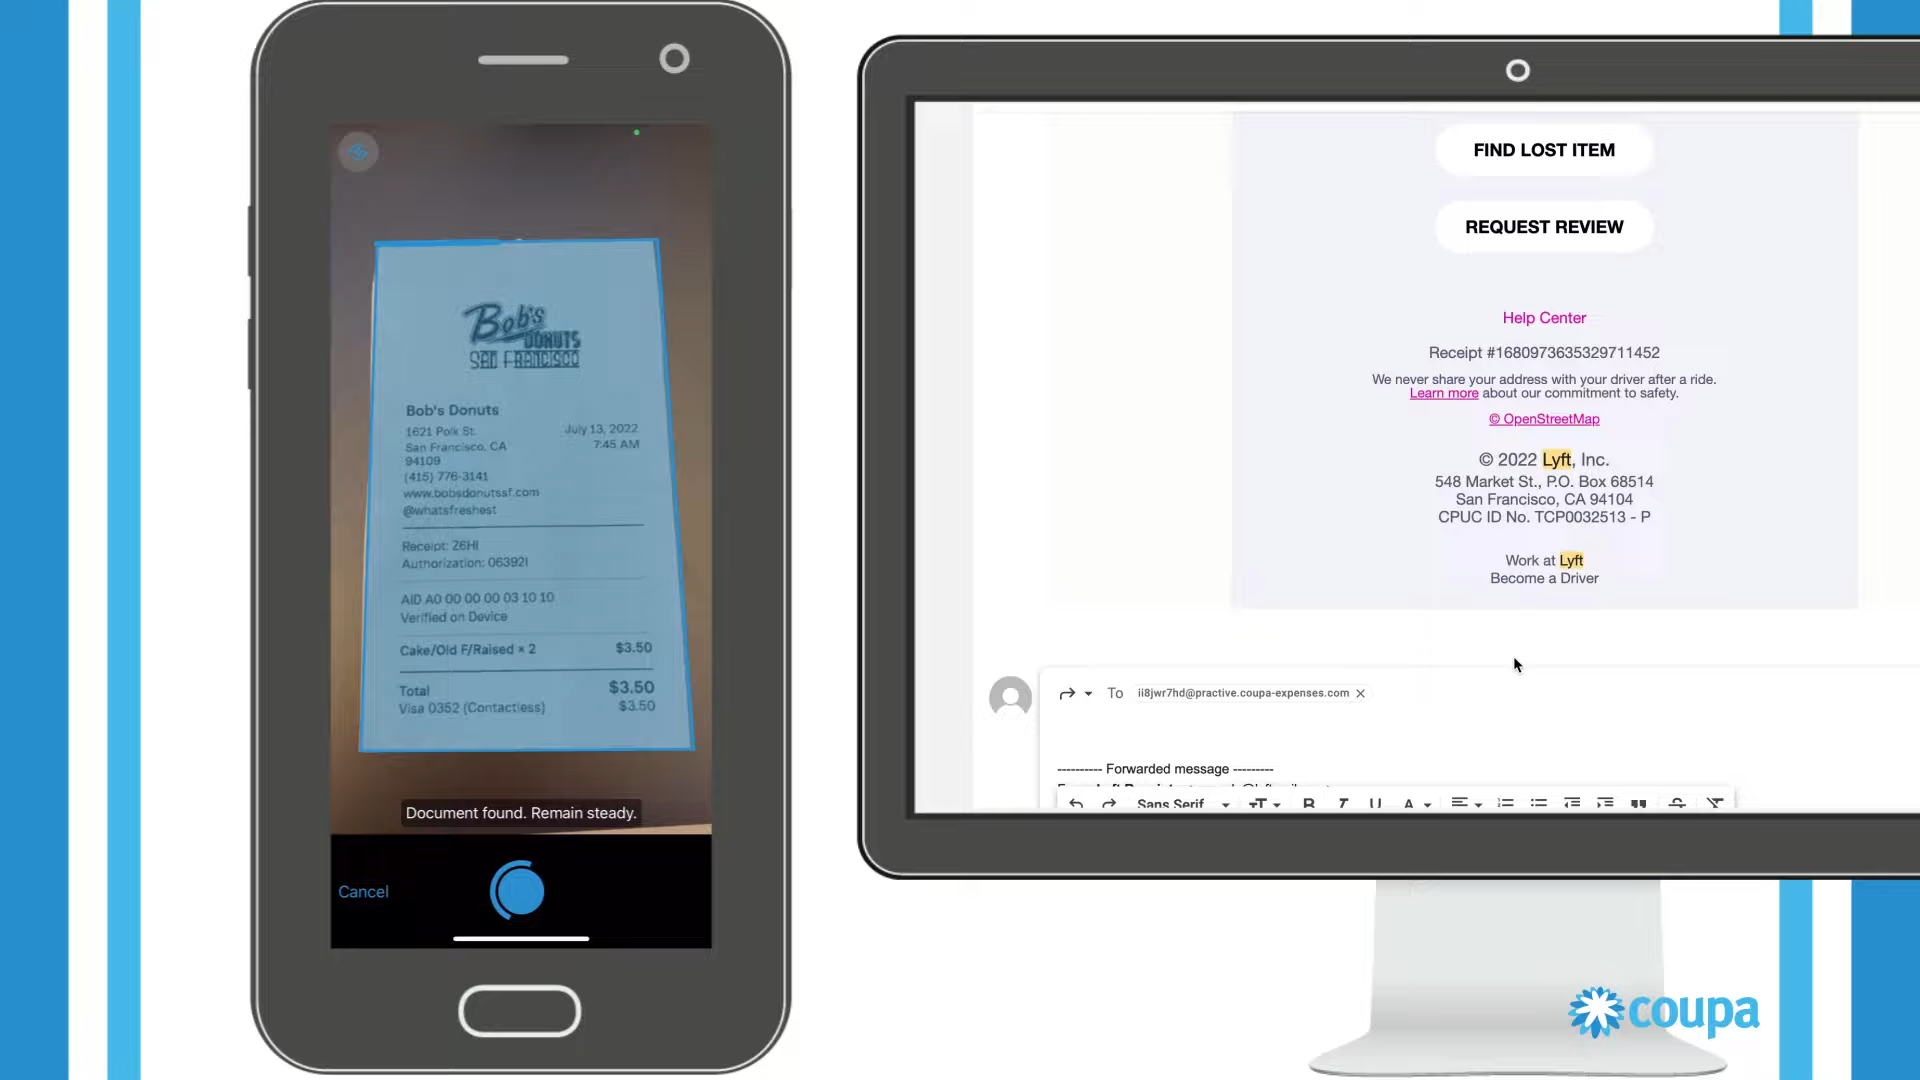 Bob's
DONUTS
SAN FRANCISCO
Bob's Donuts
1621 Polk St.
San Francisco, CA
94109
(415) 776-3141
www.bobsdonutssf.com
@whatsfreshest
July 13, 2022
7:45 AM
Receipt: Z6HI
Authorization: 063921
AID A0 00 00 00 03 10 10
Verified on Device
Cake/Old F/Raised × 2 $3.50
Total $3.50
Visa 0352 (Contactless) $3.50
Document found. Remain steady.
Cancel
FIND LOST ITEM
REQUEST REVIEW
Help Center
Receipt #1680973635329711452
We never share your address with your driver after a ride.
Learn more about our commitment to safety.
© OpenStreetMap
© 2022 Lyft, Inc.
548 Market St., P.O. Box 68514
San Francisco, CA 94104
CPUC ID No. TCP0032513 - P
Work at Lyft
Become a Driver
To ii8jwr7hd@practive.coupa-expenses.com
---------- Forwarded message ---------
Sans Serif
coupa